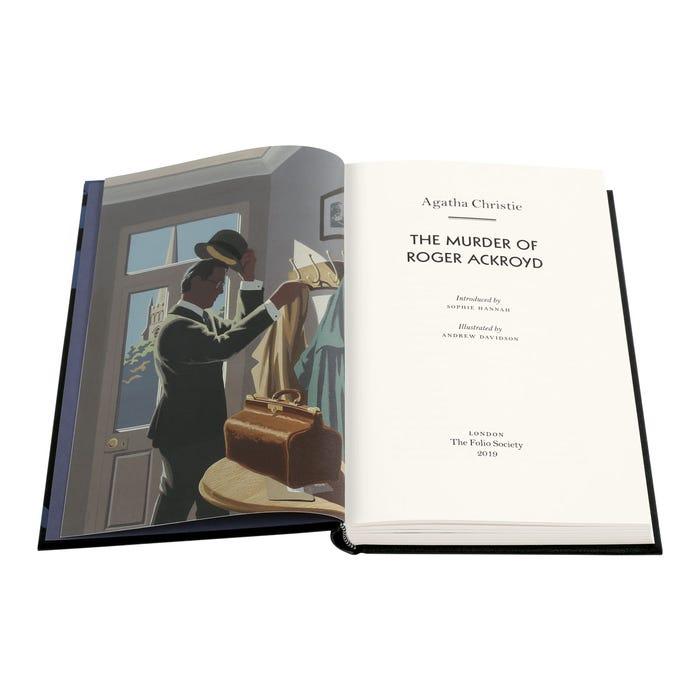 Agatha Christie
THE MURDER OF
ROGER ACKROYD
Introduced by
SOPHIE HANNAH
Illustrated by
ANDREW DAVIDSON
LONDON
The Folio Society
2019